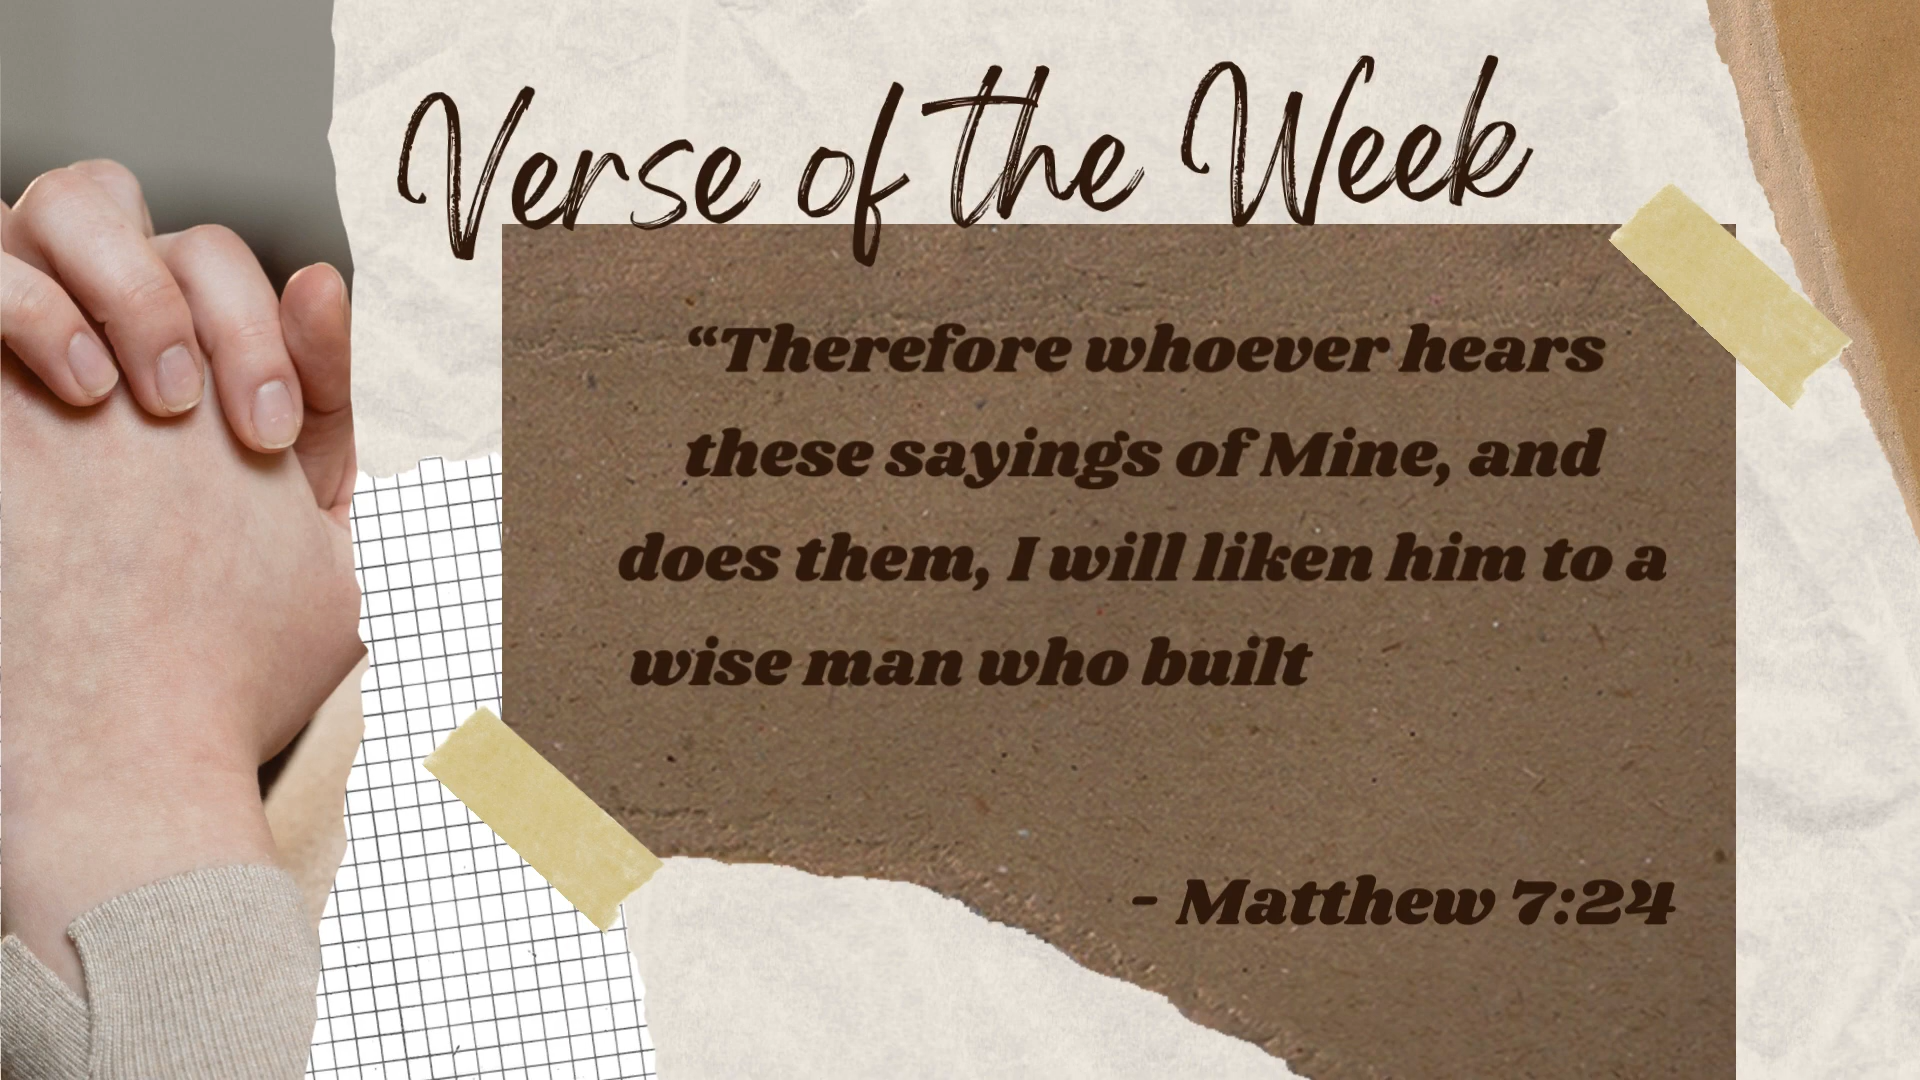 Verse of the Week
“Therefore whoever hears
these sayings of Mine, and
does them, I will liken him to a
wise man who built
- Matthew 7:24